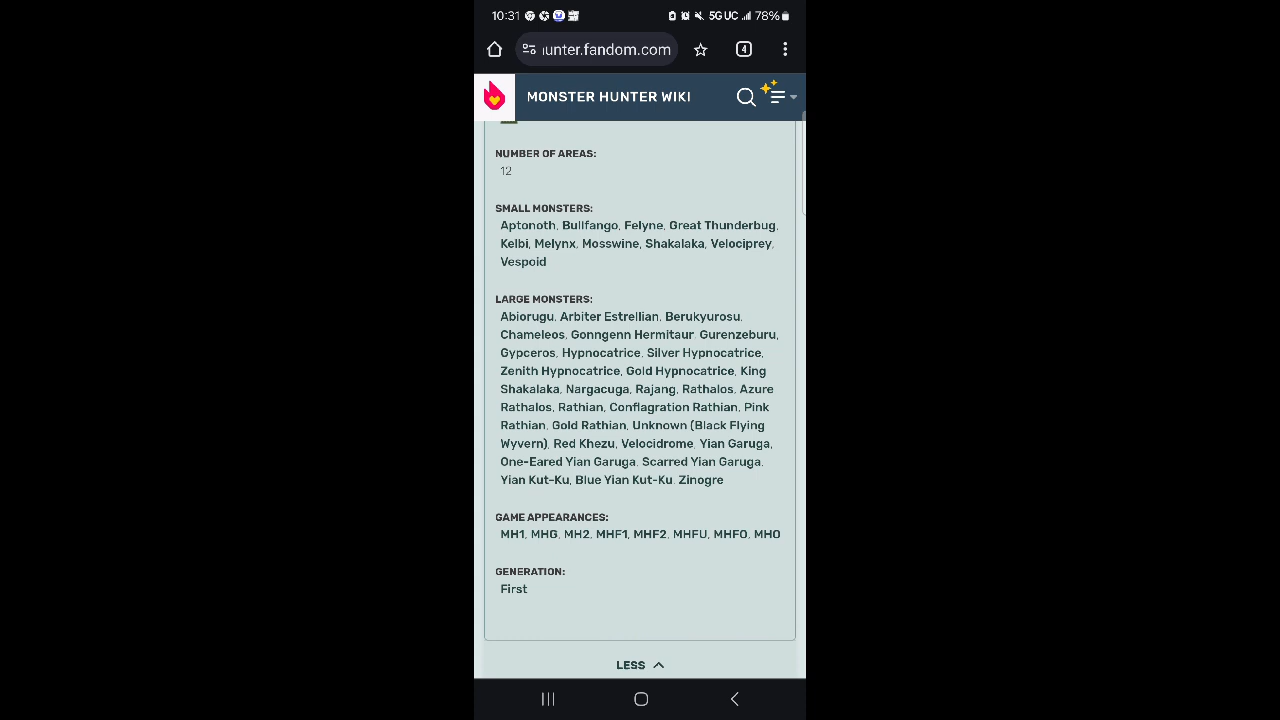 10:31 5G UC 78%
unter.fandom.com 4
MONSTER HUNTER WIKI
NUMBER OF AREAS:
12
SMALL MONSTERS:
Aptonoth, Bullfango, Felyne, Great Thunderbug,
Kelbi, Melynx, Mosswine, Shakalaka, Velociprey,
Vespoid
LARGE MONSTERS:
Abiorugu, Arbiter Estrellian, Berukyurosu,
Chameleos, Gonngenn Hermitaur, Gurenzeburu,
Gypceros, Hypnocatrice, Silver Hypnocatrice,
Zenith Hypnocatrice, Gold Hypnocatrice, King
Shakalaka, Nargacuga, Rajang, Rathalos, Azure
Rathalos, Rathian, Conflagration Rathian, Pink
Rathian, Gold Rathian, Unknown (Black Flying
Wyvern), Red Khezu, Velocidrome, Yian Garuga,
One-Eared Yian Garuga, Scarred Yian Garuga,
Yian Kut-Ku, Blue Yian Kut-Ku, Zinogre
GAME APPEARANCES:
MH1, MHG, MH2, MHF1, MHF2, MHFU, MHFO, MHO
GENERATION:
First
LESS